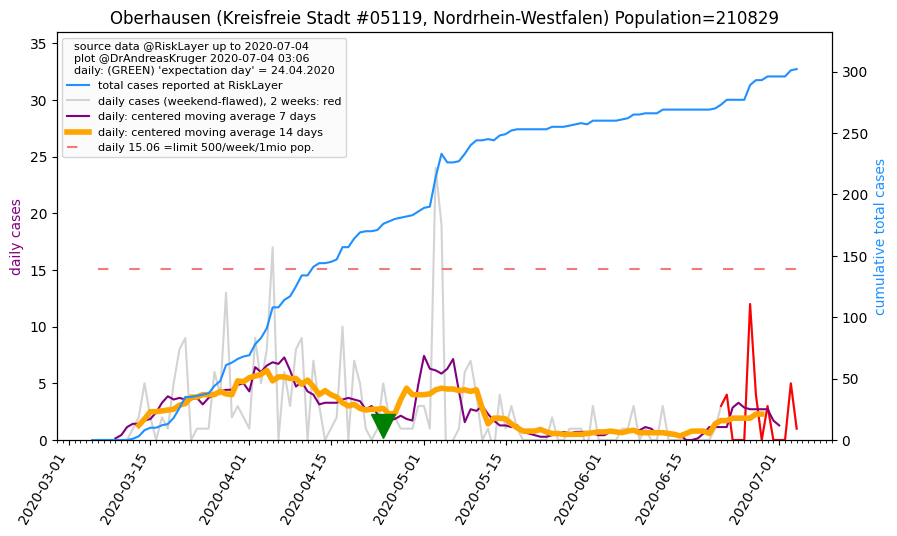 Oberhausen (Kreisfreie Stadt #05119, Nordrhein-Westfalen) Population=210829
source data @RiskLayer up to 2020-07-04
plot @DrAndreasKruger 2020-07-04 03:06
daily: (GREEN) 'expectation day' = 24.04.2020
total cases reported at RiskLayer
daily cases (weekend-flawed), 2 weeks: red
daily: centered moving average 7 days
daily: centered moving average 14 days
daily 15.06 =limit 500/week/1mio pop.
daily cases
35
30
25
20
15
10
5
0
cumulative total cases
300
250
200
150
100
50
0
2020-03-01
2020-03-15
2020-04-01
2020-04-15
2020-05-01
2020-05-15
2020-06-01
2020-06-15
2020-07-01